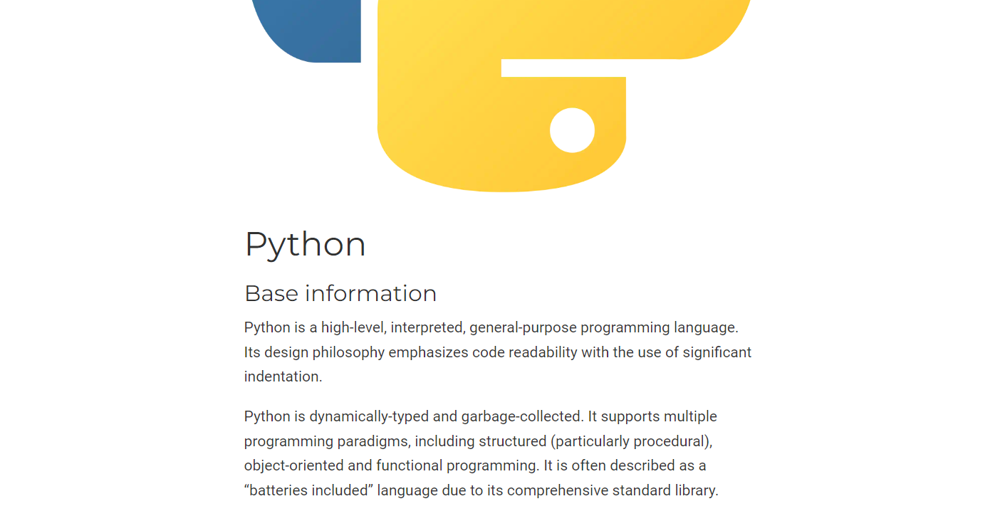 Python
Base information
Python is a high-level, interpreted, general-purpose programming language.
Its design philosophy emphasizes code readability with the use of significant
indentation.
Python is dynamically-typed and garbage-collected. It supports multiple
programming paradigms, including structured (particularly procedural),
object-oriented and functional programming. It is often described as a
“batteries included” language due to its comprehensive standard library.